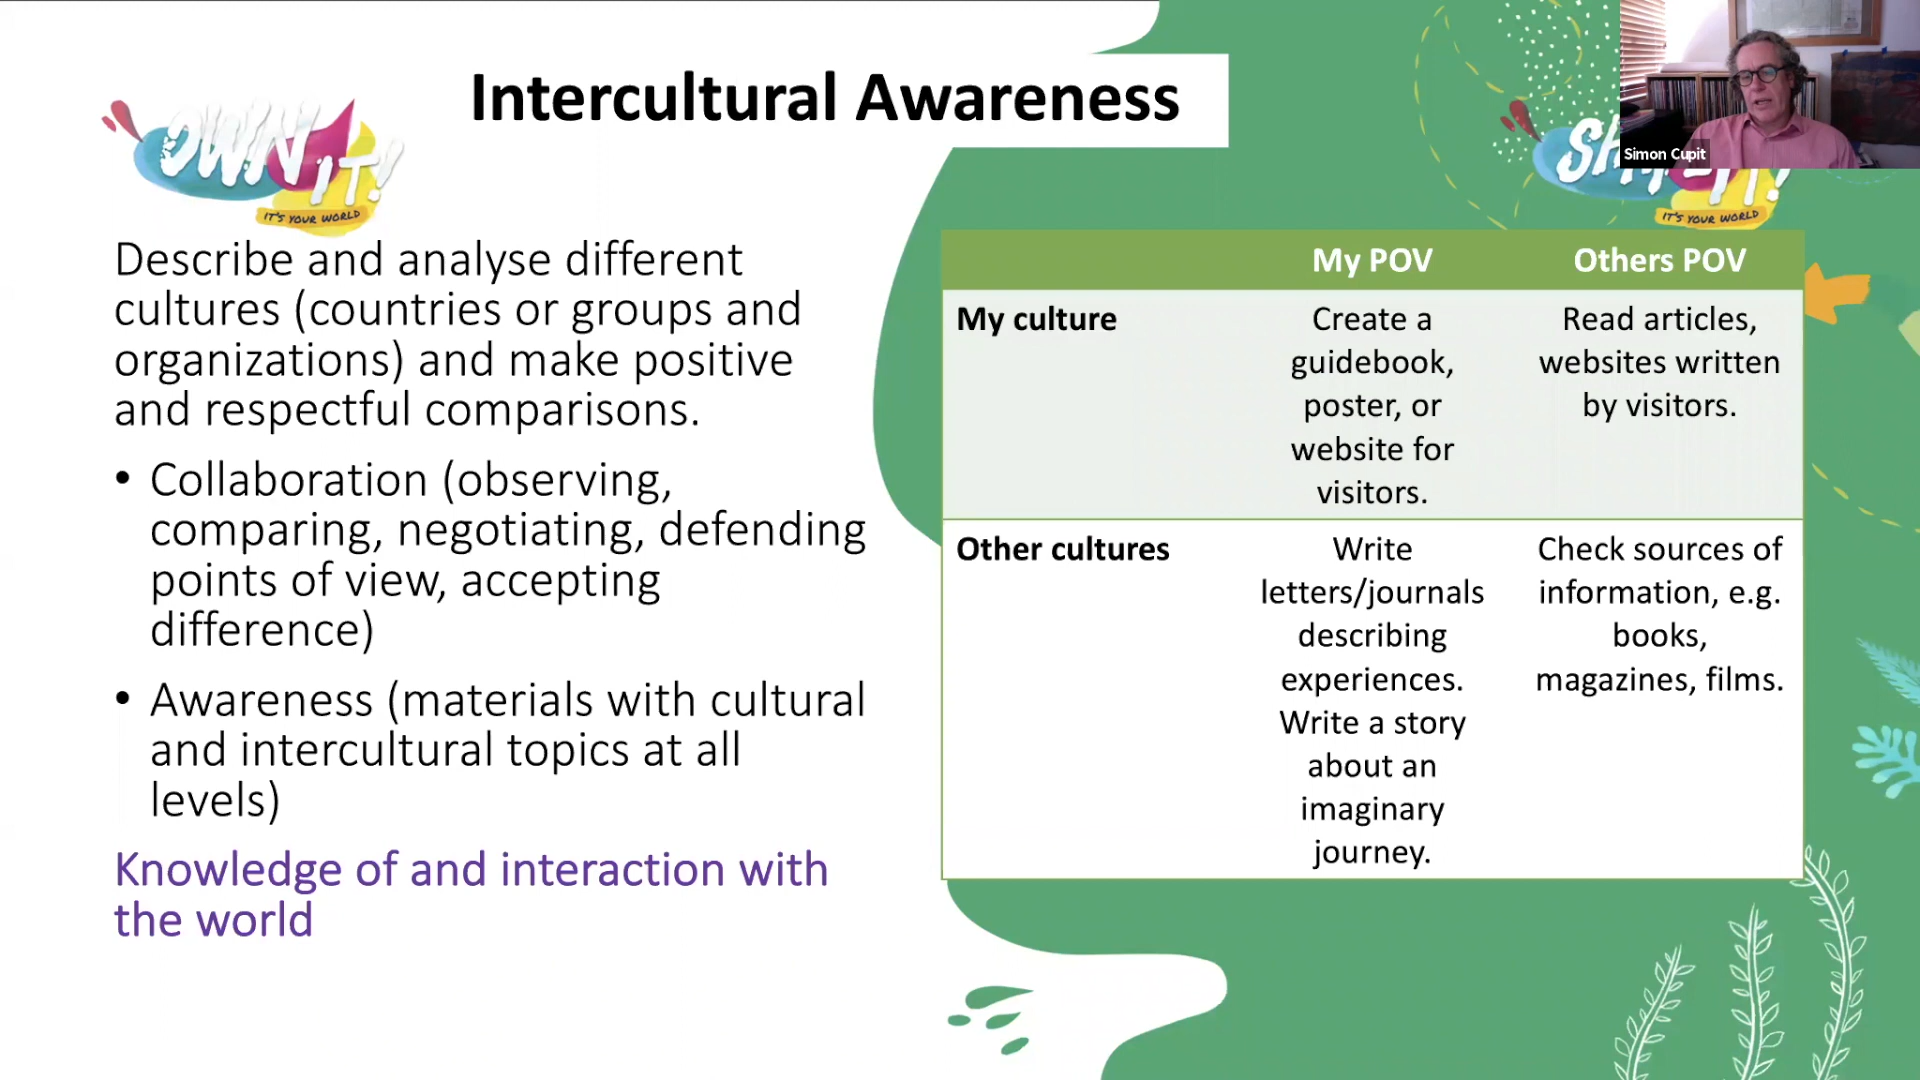 Intercultural Awareness
OWN IT!
IT'S YOUR WORLD
Simon Cupit
IT'S YOUR WORLD
Describe and analyse different
cultures (countries or groups and
organizations) and make positive
and respectful comparisons.
• Collaboration (observing,
comparing, negotiating, defending
points of view, accepting
difference)
• Awareness (materials with cultural
and intercultural topics at all
levels)
Knowledge of and interaction with
the world
My POV
Others POV
My culture
Create a
guidebook,
poster, or
website for
visitors.
Read articles,
websites written
by visitors.
Other cultures
Write
letters/journals
describing
experiences.
Write a story
about an
imaginary
journey.
Check sources of
information, e.g.
books,
magazines, films.